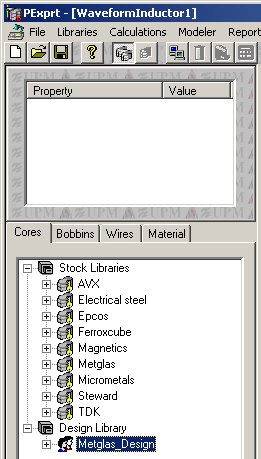 PExprt - [WaveformInductor1]
File Libraries Calculations Modeler Report
Property Value
Cores Bobbins Wires Material
Stock Libraries
AVX
Electrical steel
Epcos
Ferroxcube
Magnetics
Metglas
Micrometals
Steward
TDK
Design Library
Metglas_Design